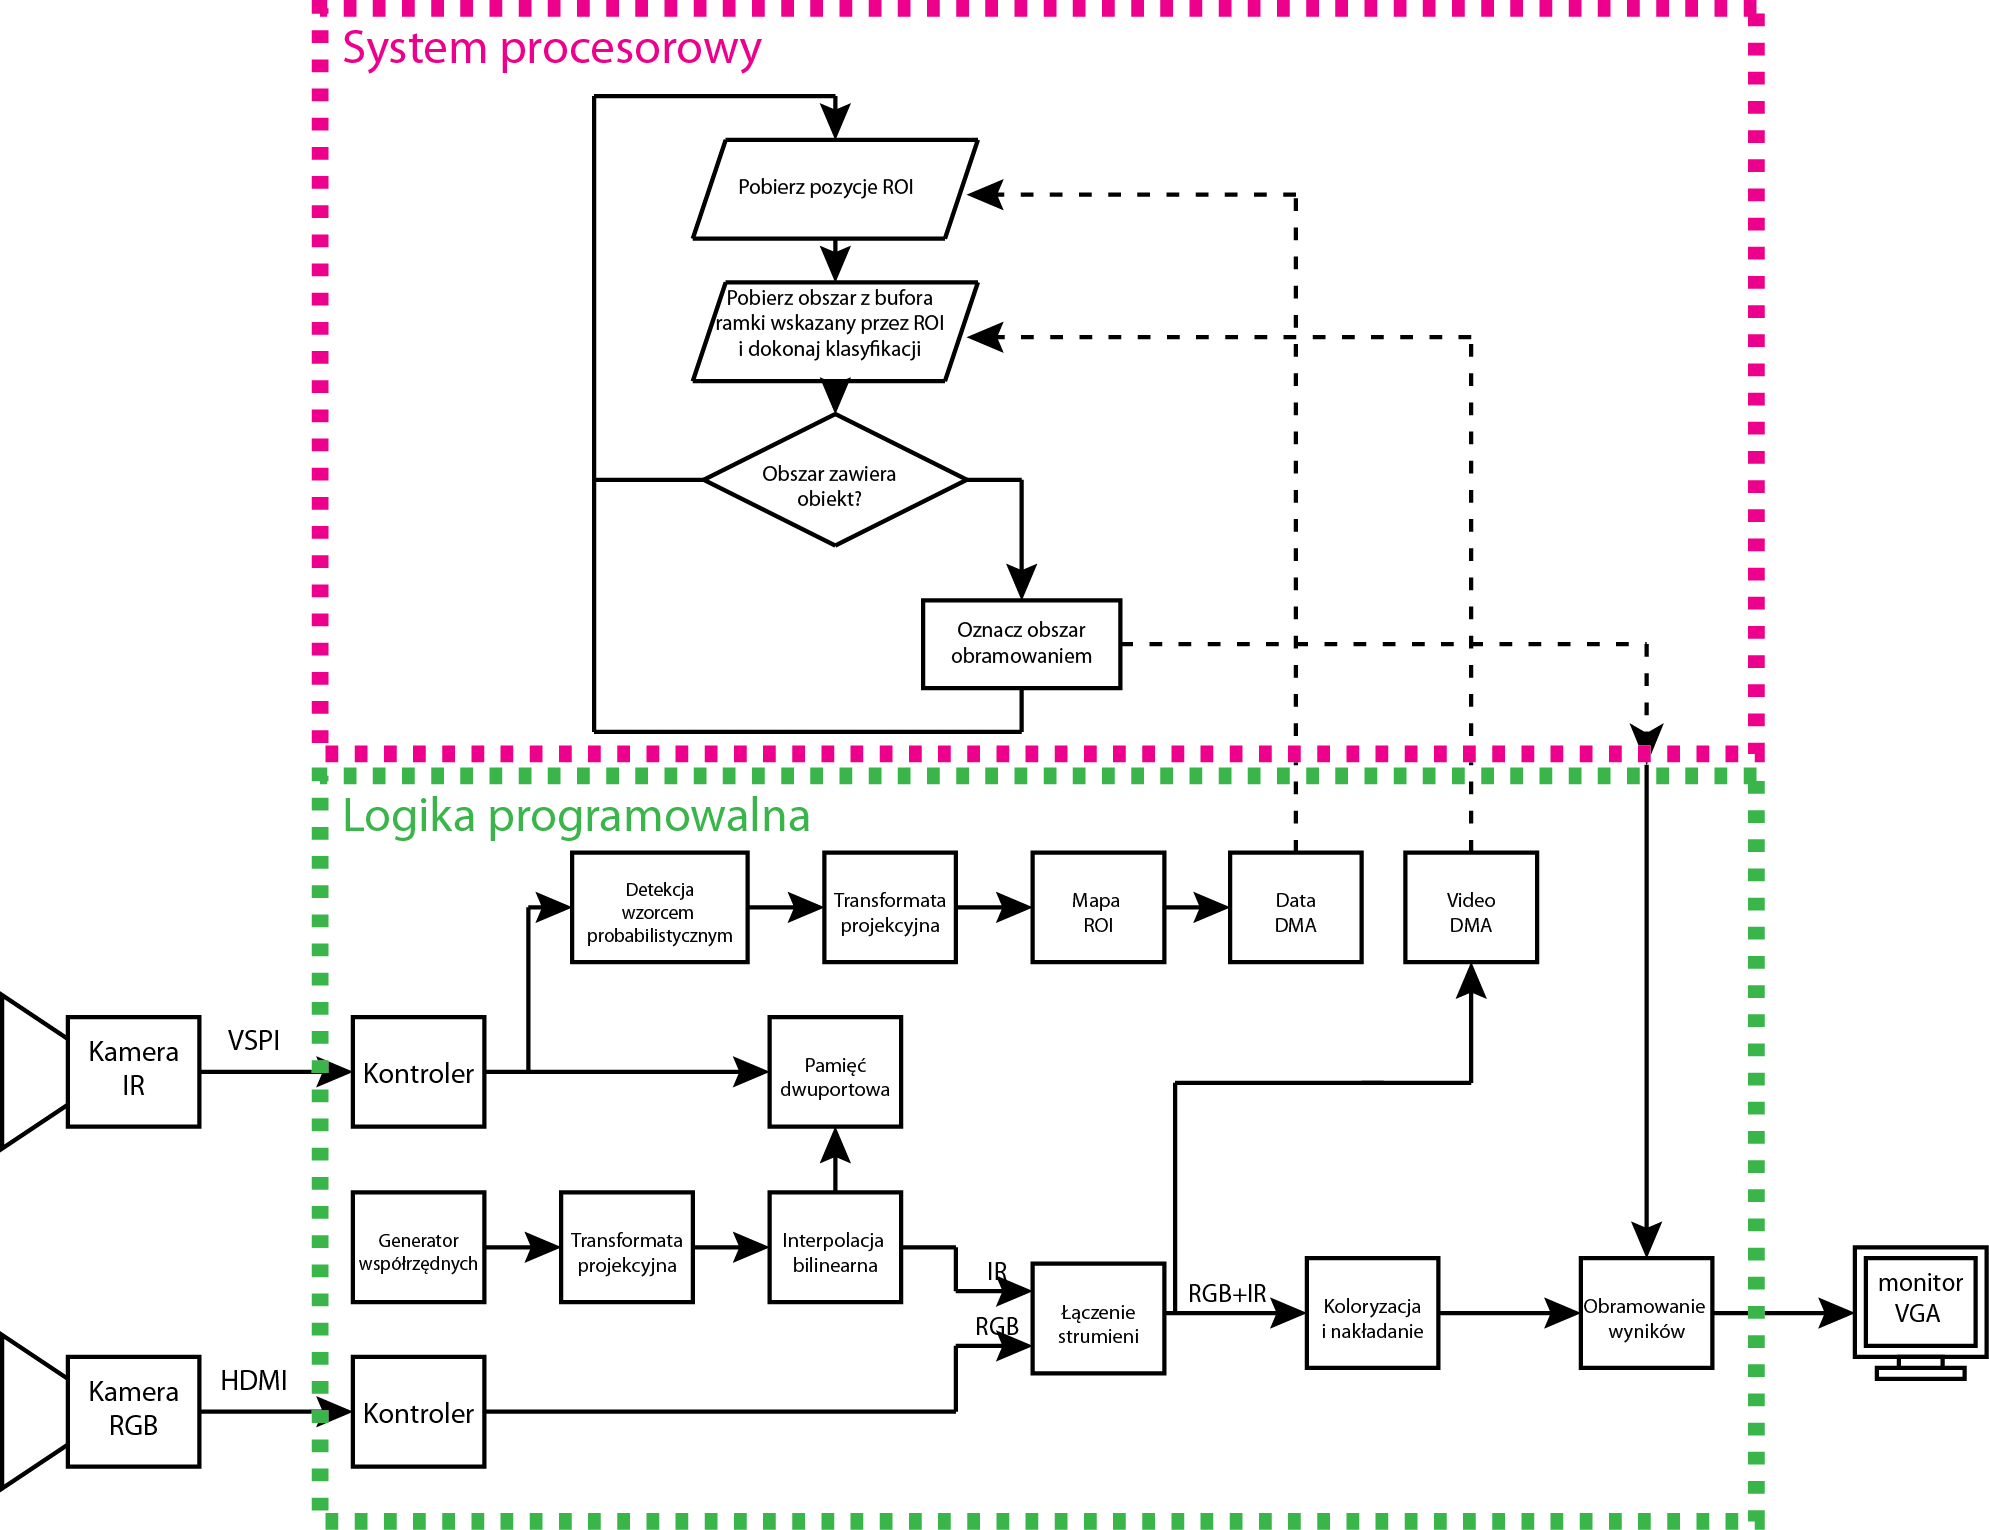 System procesorowy
Pobierz pozycje ROI
Pobierz obszar z bufora
ramki wskazany przez ROI
i dokonaj klasyfikacji
Obszar zawiera
obiekt?
Oznacz obszar
obramowaniem
Logika programowalna
Detekcja
wzorcem
probabilistycznym
Transformata
projekcyjna
Mapa
ROI
Data
DMA
Video
DMA
Kamera
IR
VSPI
Kontroler
Pamięć
dwuportowa
Generator
współrzędnych
Transformata
projekcyjna
Interpolacja
bilinearna
IR
RGB
Łączenie
strumieni
RGB+IR
Koloryzacja
i nakładanie
Obramowanie
wyników
monitor
VGA
Kamera
RGB
HDMI
Kontroler